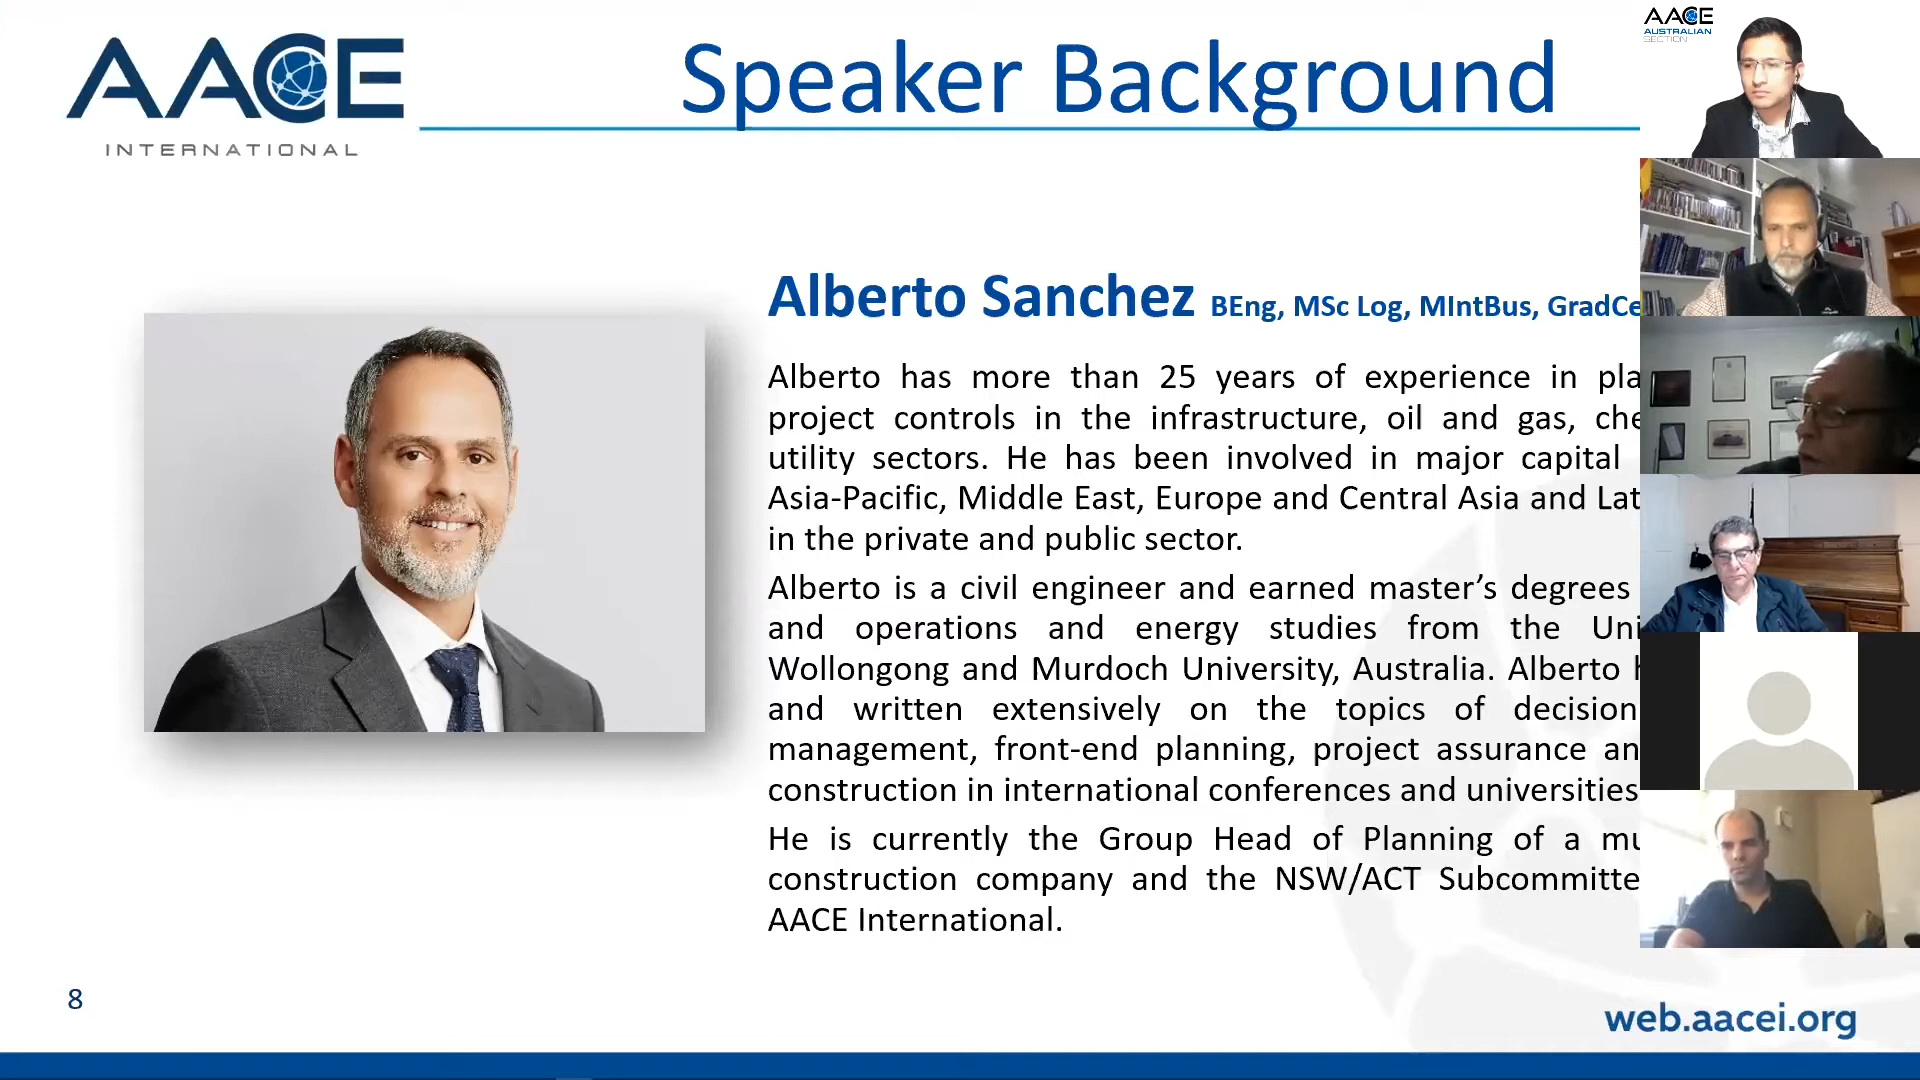 AACE
INTERNATIONAL
Speaker Background
AACE
AUSTRALIAN
SECTION
Alberto Sanchez BEng, MSc Log, MIntBus, GradCe
Alberto has more than 25 years of experience in pla
project controls in the infrastructure, oil and gas, che
utility sectors. He has been involved in major capital
Asia-Pacific, Middle East, Europe and Central Asia and Lat
in the private and public sector.
Alberto is a civil engineer and earned master’s degrees
and operations and energy studies from the Uni
Wollongong and Murdoch University, Australia. Alberto h
and written extensively on the topics of decision
management, front-end planning, project assurance an
construction in international conferences and universities
He is currently the Group Head of Planning of a mu
construction company and the NSW/ACT Subcommitte
AACE International.
8
web.aacei.org